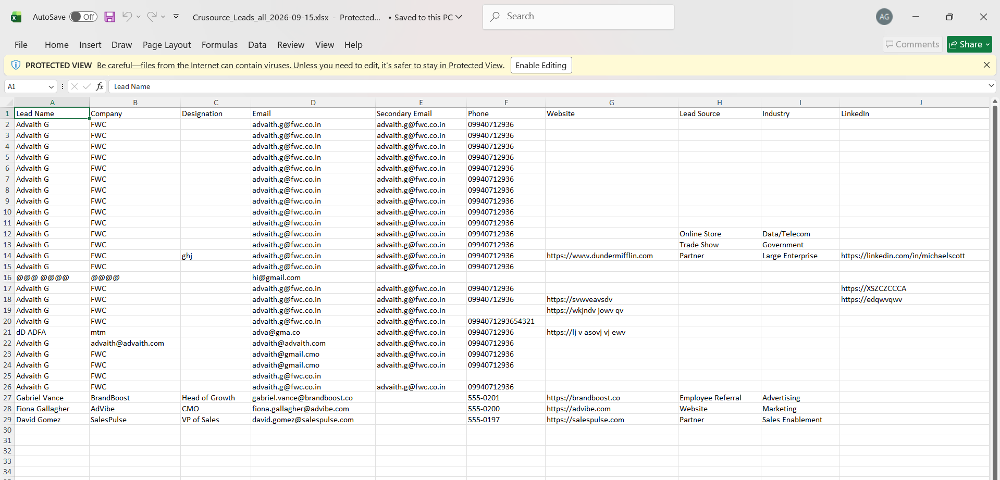 AutoSave Off Crusource_Leads_all_2026-09-15.xlsx - Protected... • Saved to this PC Search AG
File Home Insert Draw Page Layout Formulas Data Review View Help Comments Share
PROTECTED VIEW Be careful—files from the Internet can contain viruses. Unless you need to edit, it's safer to stay in Protected View. Enable Editing
A1 fx Lead Name
A B C D E F G H I J
1 Lead Name Company Designation Email Secondary Email Phone Website Lead Source Industry LinkedIn
2 Advaith G FWC advaith.g@fwc.co.in advaith.g@fwc.co.in 09940712936
3 Advaith G FWC advaith.g@fwc.co.in advaith.g@fwc.co.in 09940712936
4 Advaith G FWC advaith.g@fwc.co.in advaith.g@fwc.co.in 09940712936
5 Advaith G FWC advaith.g@fwc.co.in advaith.g@fwc.co.in 09940712936
6 Advaith G FWC advaith.g@fwc.co.in advaith.g@fwc.co.in 09940712936
7 Advaith G FWC advaith.g@fwc.co.in advaith.g@fwc.co.in 09940712936
8 Advaith G FWC advaith.g@fwc.co.in advaith.g@fwc.co.in 09940712936
9 Advaith G FWC advaith.g@fwc.co.in advaith.g@fwc.co.in 09940712936
10 Advaith G FWC advaith.g@fwc.co.in advaith.g@fwc.co.in 09940712936
11 Advaith G FWC advaith.g@fwc.co.in advaith.g@fwc.co.in 09940712936
12 Advaith G FWC advaith.g@fwc.co.in advaith.g@fwc.co.in 09940712936 Online Store Data/Telecom
13 Advaith G FWC advaith.g@fwc.co.in advaith.g@fwc.co.in 09940712936 Trade Show Government
14 Advaith G FWC ghj advaith.g@fwc.co.in advaith.g@fwc.co.in 09940712936 https://www.dundermifflin.com Partner Large Enterprise https://linkedin.com/in/michaelscott
15 Advaith G FWC advaith.g@fwc.co.in advaith.g@fwc.co.in 09940712936
16 @@@ @@@@ @@@@ hi@gmail.com
17 Advaith G FWC advaith.g@fwc.co.in advaith.g@fwc.co.in 09940712936 https://XSZCZCCCA
18 Advaith G FWC advaith.g@fwc.co.in advaith.g@fwc.co.in 09940712936 https://svwveavsdv https://edqwvqwv
19 Advaith G FWC advaith.g@fwc.co.in advaith.g@fwc.co.in https://wkjndv jowv qv
20 Advaith G FWC advaith.g@fwc.co.in advaith.g@fwc.co.in 0994071293654321
21 dD ADFA mtm adva@gma.co advaith.g@fwc.co.in 09940712936 https://lj v asovj vj ewv
22 Advaith G advaith@advaith.com advaith@advaith.com advaith.g@fwc.co.in 09940712936
23 Advaith G FWC advaith@gmail.cmo advaith.g@fwc.co.in 09940712936
24 Advaith G FWC advaith@gmail.cmo advaith.g@fwc.co.in 09940712936
25 Advaith G FWC advaith.g@fwc.co.in
26 Advaith G FWC advaith.g@fwc.co.in advaith.g@fwc.co.in 09940712936
27 Gabriel Vance BrandBoost Head of Growth gabriel.vance@brandboost.co 555-0201 https://brandboost.co Employee Referral Advertising
28 Fiona Gallagher AdVibe CMO fiona.gallagher@advibe.com 555-0200 https://advibe.com Website Marketing
29 David Gomez SalesPulse VP of Sales david.gomez@salespulse.com 555-0197 https://salespulse.com Partner Sales Enablement
30
31
32
33
34